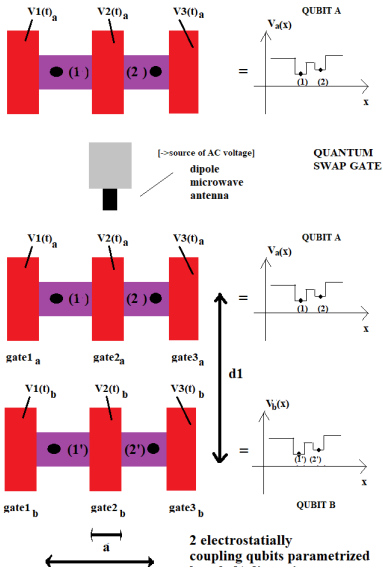 V1(t)a V2(t)a V3(t)a QUBIT A
Va(x)
(1) (2) =
(1) (2)
x
[->source of AC voltage] QUANTUM
SWAP GATE
dipole
microwave
antenna
V1(t)a V2(t)a V3(t)a QUBIT A
Va(x)
(1) (2) =
(1) (2)
x
gate1a gate2a gate3a
d1
V1(t)b V2(t)b V3(t)b
Vb(x)
(1') (2') =
(1') (2')
x
gate1b gate2b gate3b QUBIT B
a
2 electrostatially
coupling qubits parametrized